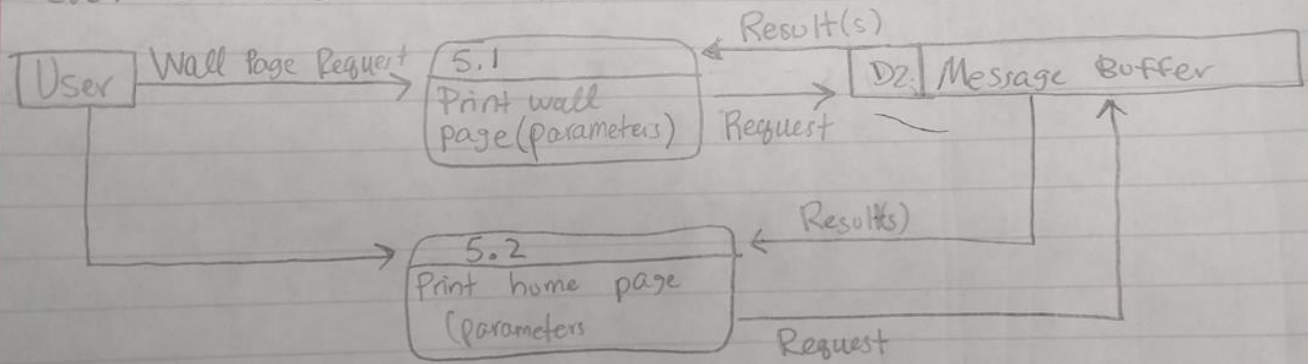 Result(s)
User
Wall Page Request
5.1
D2.
Message Buffer
Print wall
page(parameters)
Request
Result(s)
5.2
Print home page
(parameters
Request